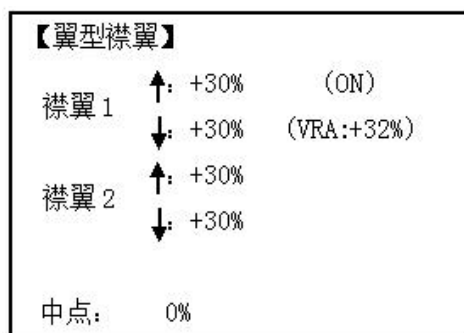 【翼型襟翼】
襟翼1 ↑: +30% (ON)
↓: +30% (VRA:+32%)
襟翼2 ↑: +30%
↓: +30%
中点: 0%